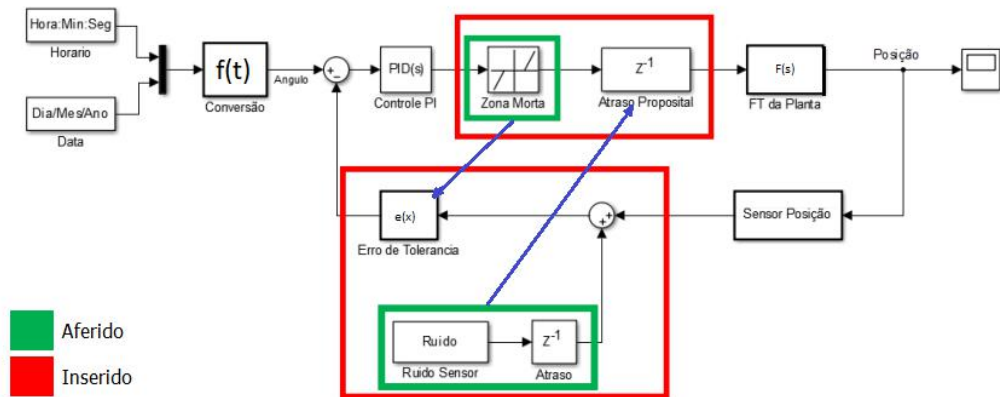 Hora:Min:Seg
Horario
Dia/Mes/Ano
Data
f(t)
Conversão
Angulo
+
−
PID(s)
Controle PI
Zona Morta
Z-1
Atraso Proposital
F(s)
FT da Planta
Posição
e(x)
Erro de Tolerancia
+
+
Sensor Posição
Ruido
Ruido Sensor
Z-1
Atraso
Aferido
Inserido